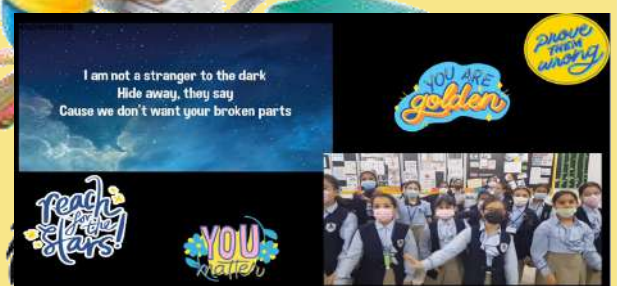 I am not a stranger to the dark
Hide away, they say
Cause we don't want your broken parts
YOU ARE
golden
prove
THEM
wrong
reach
for the
stars!
YOU
matter